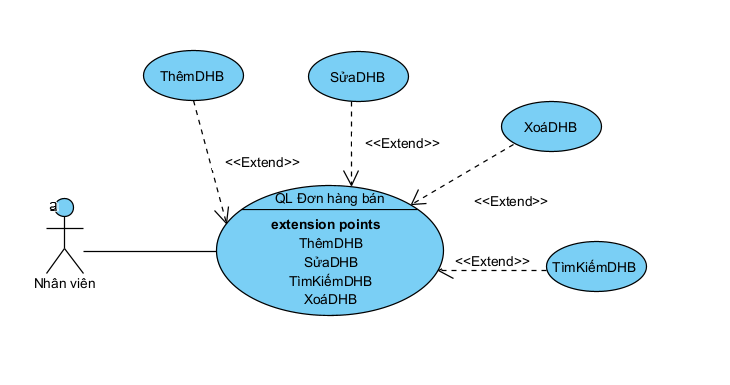 ThêmDHB
SửaDHB
XoáDHB
<<Extend>>
<<Extend>>
<<Extend>>
<<Extend>>
TìmKiếmDHB
QL Đơn hàng bán
extension points
ThêmDHB
SửaDHB
TìmKiếmDHB
XoáDHB
a
Nhân viên